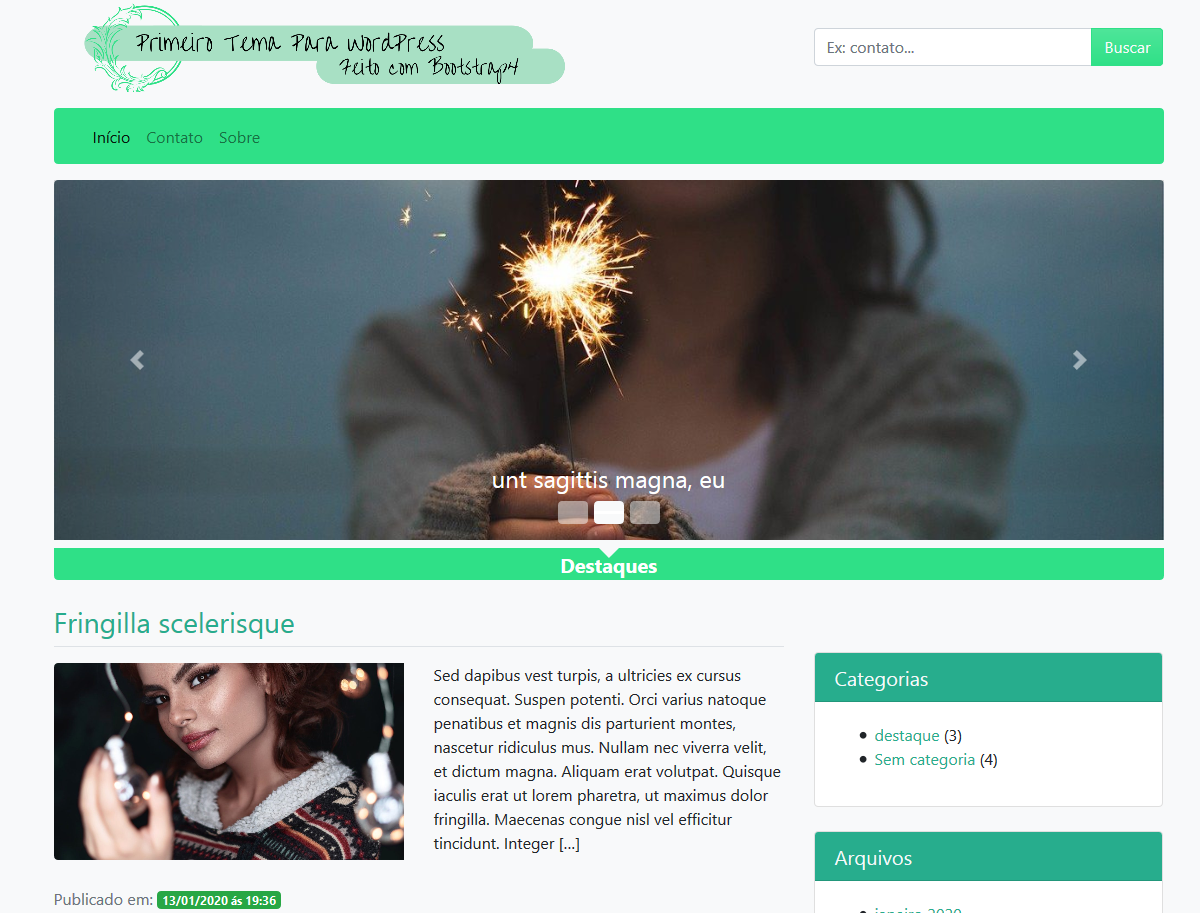 Primeiro Tema Para WordPress
Feito com Bootstrap4
Ex: contato...
Buscar
Início
Contato
Sobre
unt sagittis magna, eu
Destaques
Fringilla scelerisque
Sed dapibus vest turpis, a ultricies ex cursus
consequat. Suspen potenti. Orci varius natoque
penatibus et magnis dis parturient montes,
nascetur ridiculus mus. Nullam nec viverra velit,
et dictum magna. Aliquam erat volutpat. Quisque
iaculis erat ut lorem pharetra, ut maximus dolor
fringilla. Maecenas congue nisl vel efficitur
tincidunt. Integer [...]
Publicado em: 13/01/2020 ás 19:36
Categorias
destaque (3)
Sem categoria (4)
Arquivos
janeiro 2020